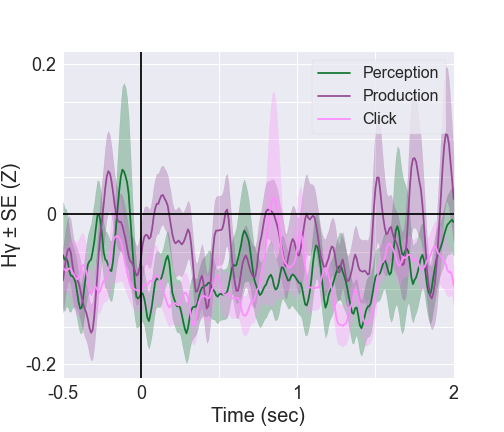 0.2
0
-0.2
Hγ ± SE (Z)
Perception
Production
Click
-0.5
0
1
2
Time (sec)